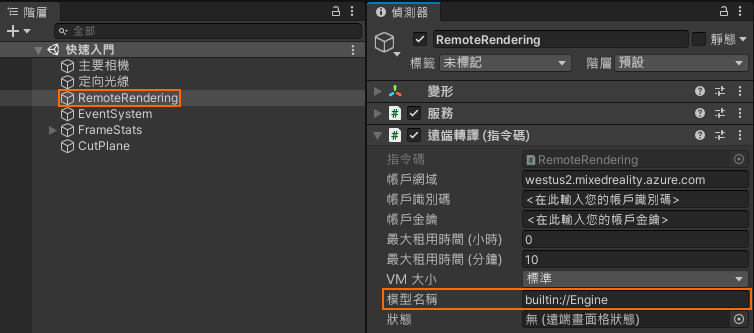 階層
全部
快速入門
主要相機
定向光線
RemoteRendering
EventSystem
FrameStats
CutPlane
偵測器
RemoteRendering
靜態
標籤 未標記 階層 預設
變形
服務
遠端轉譯 (指令碼)
指令碼 RemoteRendering
帳戶網域 westus2.mixedreality.azure.com
帳戶識別碼 <在此輸入您的帳戶識別碼>
帳戶金鑰 <在此輸入您的帳戶金鑰>
最大租用時間 (小時) 0
最大租用時間 (分鐘) 10
VM 大小 標準
模型名稱 builtin://Engine
狀態 無 (遠端畫面格狀態)